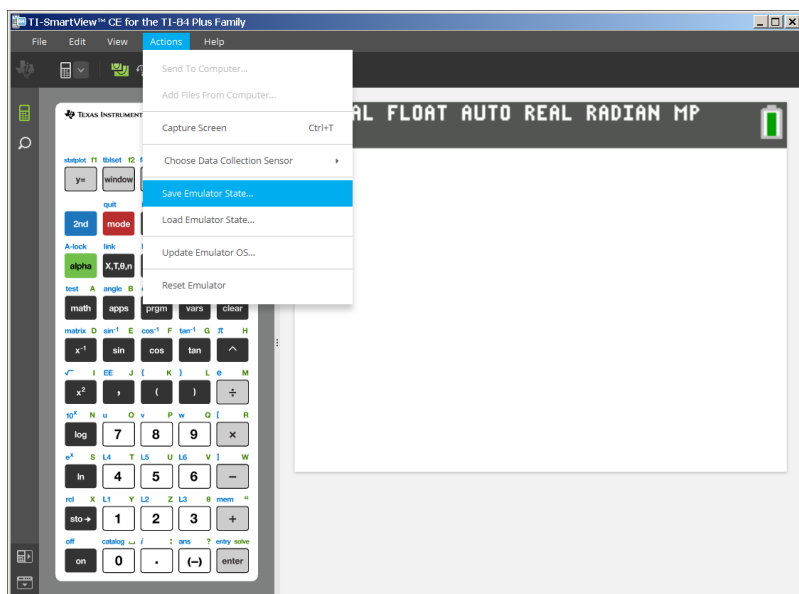 TI-SmartView™ CE for the TI-84 Plus Family
File Edit View Actions Help
Send To Computer...
Add Files From Computer...
Capture Screen Ctrl+T
Choose Data Collection Sensor
Save Emulator State...
Load Emulator State...
Update Emulator OS...
Reset Emulator
AL FLOAT AUTO REAL RADIAN MP
TEXAS INSTRUMENT
statplot f1 tblset f2
y= window
quit
2nd mode
A-lock link
alpha X,T,θ,n
test A angle B
math apps prgm vars clear
matrix D sin⁻¹ E cos⁻¹ F tan⁻¹ G π H
x⁻¹ sin cos tan ^
√ I EE J { K } L e M
x² , ( ) ÷
10ˣ N u O v P w Q [ R
log 7 8 9 ×
eˣ S L4 T L5 U L6 V ] W
ln 4 5 6 −
rcl X L1 Y L2 Z L3 θ mem "
sto→ 1 2 3 +
off catalog i : ans ? entry solve
on 0 . (–) enter